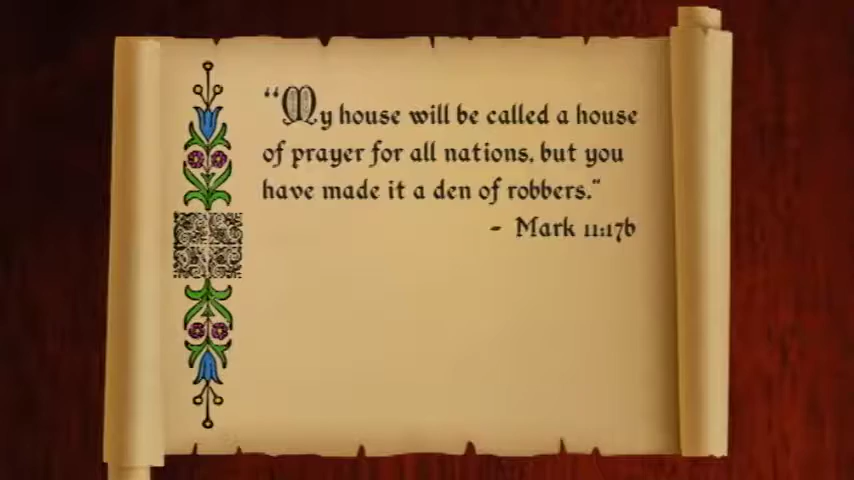 “My house will be called a house
of prayer for all nations, but you
have made it a den of robbers.”
- Mark 11:17b